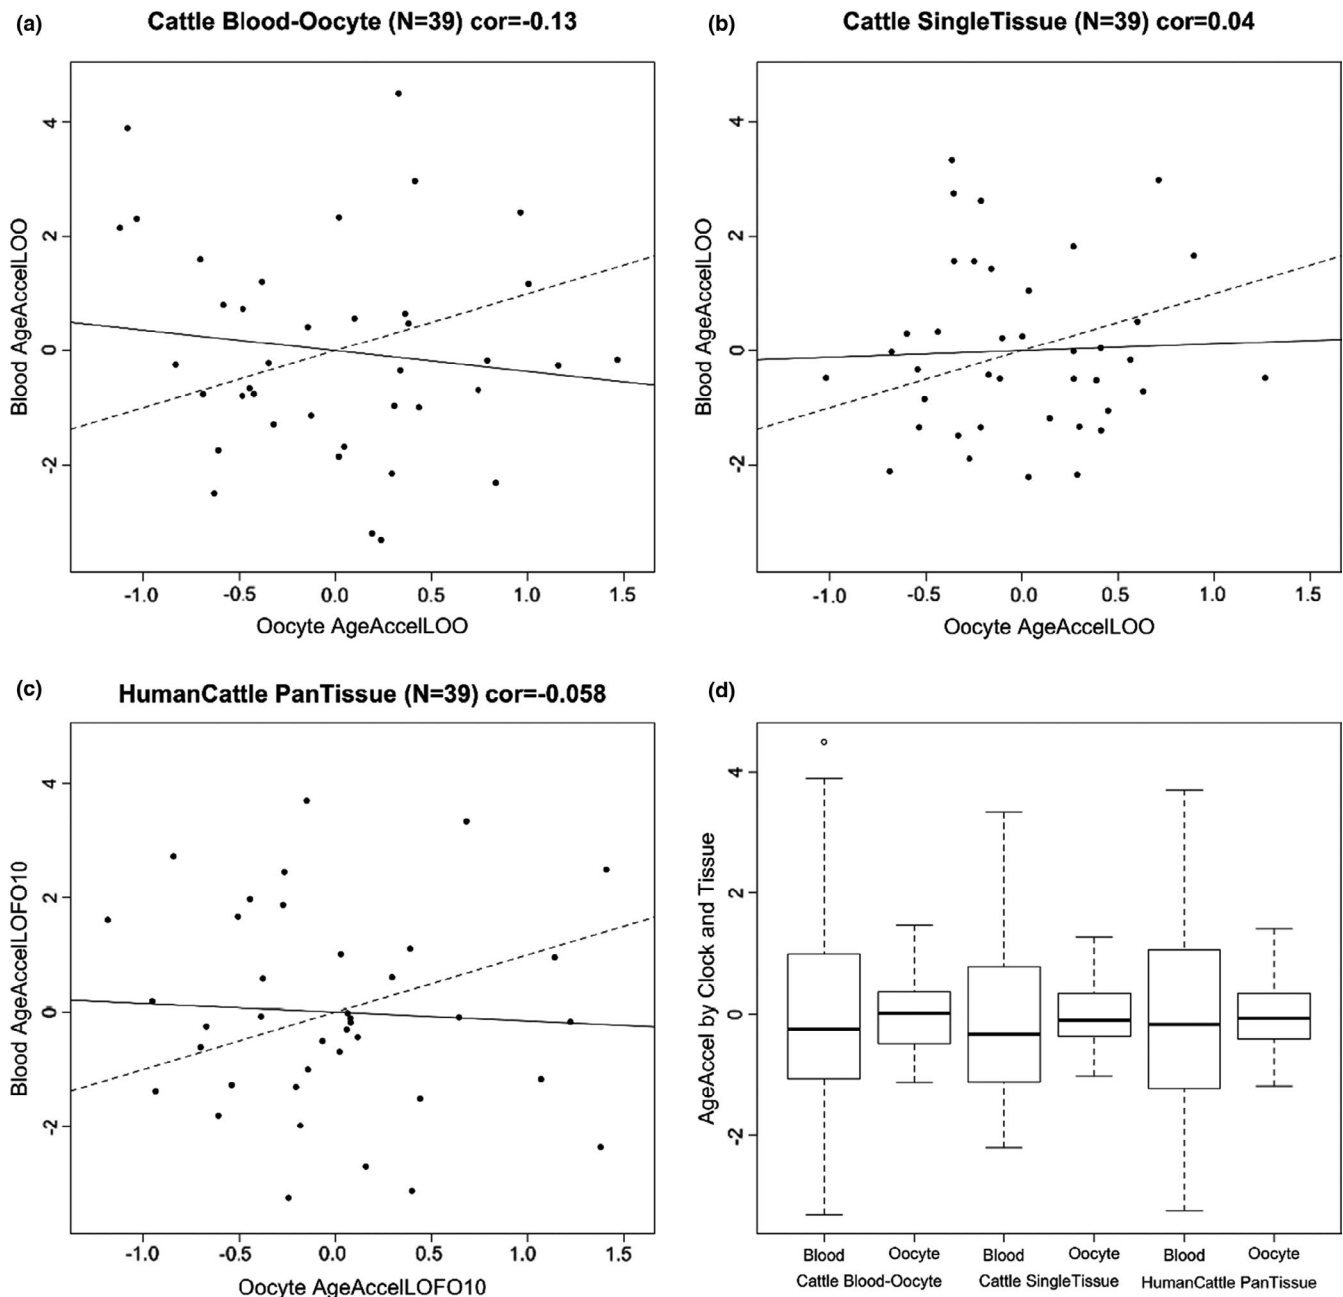 (a)
Cattle Blood-Oocyte (N=39) cor=-0.13
Blood AgeAccelLOO
4
2
0
-2
-1.0 -0.5 0.0 0.5 1.0 1.5
Oocyte AgeAccelLOO
(b)
Cattle SingleTissue (N=39) cor=0.04
Blood AgeAccelLOO
4
2
0
-2
-1.0 -0.5 0.0 0.5 1.0 1.5
Oocyte AgeAccelLOO
(c)
HumanCattle PanTissue (N=39) cor=-0.058
Blood AgeAccelLOFO10
4
2
0
-2
-1.0 -0.5 0.0 0.5 1.0 1.5
Oocyte AgeAccelLOFO10
(d)
AgeAccel by Clock and Tissue
4
2
0
-2
Blood Oocyte Blood Oocyte Blood Oocyte
Cattle Blood-Oocyte Cattle SingleTissue HumanCattle PanTissue